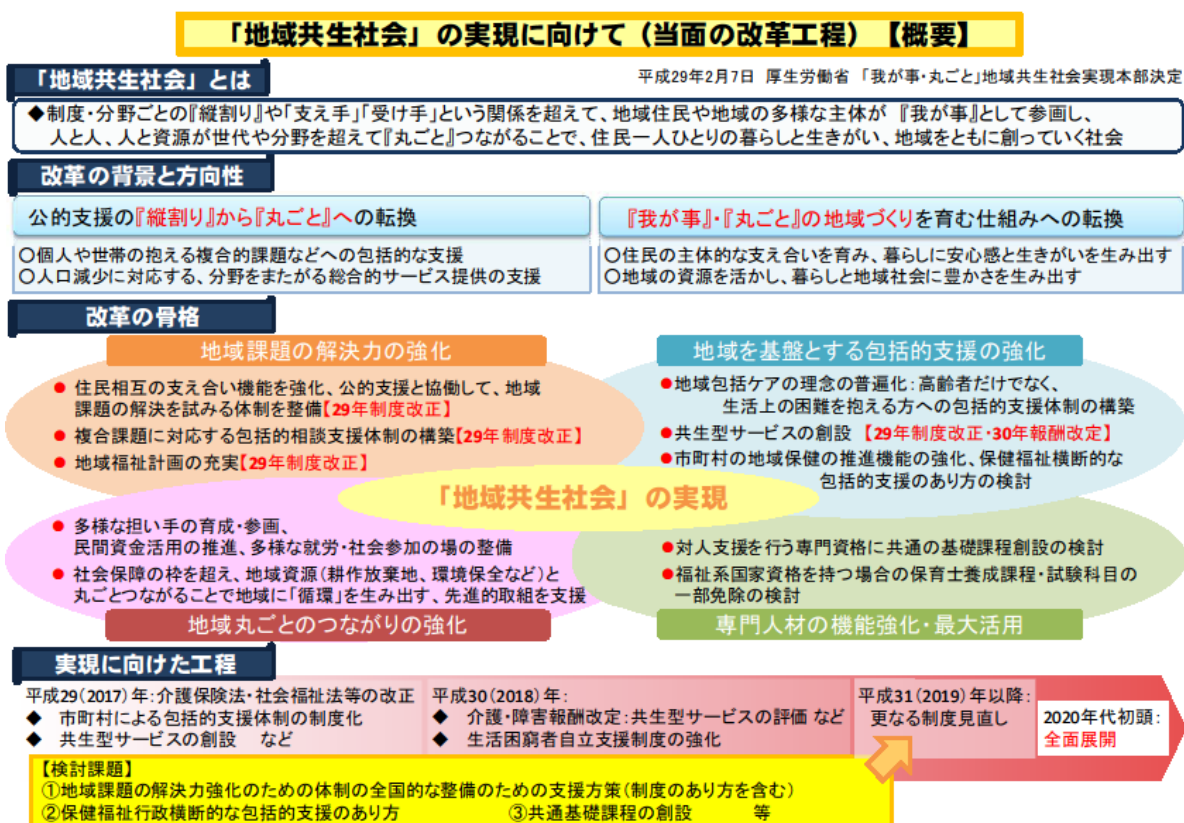 「地域共生社会」の実現に向けて（当面の改革工程）【概要】
「地域共生社会」とは
平成29年2月7日 厚生労働省 「我が事・丸ごと」地域共生社会実現本部決定
◆制度・分野ごとの『縦割り』や「支え手」「受け手」という関係を超えて、地域住民や地域の多様な主体が 『我が事』として参画し、
人と人、人と資源が世代や分野を超えて『丸ごと』つながることで、住民一人ひとりの暮らしと生きがい、地域をともに創っていく社会
改革の背景と方向性
公的支援の『縦割り』から『丸ごと』への転換
○個人や世帯の抱える複合的課題などへの包括的な支援
○人口減少に対応する、分野をまたがる総合的サービス提供の支援
『我が事』・『丸ごと』の地域づくりを育む仕組みへの転換
○住民の主体的な支え合いを育み、暮らしに安心感と生きがいを生み出す
○地域の資源を活かし、暮らしと地域社会に豊かさを生み出す
改革の骨格
地域課題の解決力の強化
● 住民相互の支え合い機能を強化、公的支援と協働して、地域
課題の解決を試みる体制を整備【29年制度改正】
● 複合課題に対応する包括的相談支援体制の構築【29年制度改正】
● 地域福祉計画の充実【29年制度改正】
地域を基盤とする包括的支援の強化
●地域包括ケアの理念の普遍化：高齢者だけでなく、
生活上の困難を抱える方への包括的支援体制の構築
●共生型サービスの創設 【29年制度改正・30年報酬改定】
●市町村の地域保健の推進機能の強化、保健福祉横断的な
包括的支援のあり方の検討
「地域共生社会」の実現
● 多様な担い手の育成・参画、
民間資金活用の推進、多様な就労・社会参加の場の整備
● 社会保障の枠を超え、地域資源（耕作放棄地、環境保全など）と
丸ごとつながることで地域に「循環」を生み出す、先進的取組を支援
地域丸ごとのつながりの強化
●対人支援を行う専門資格に共通の基礎課程創設の検討
●福祉系国家資格を持つ場合の保育士養成課程・試験科目の
一部免除の検討
専門人材の機能強化・最大活用
実現に向けた工程
平成29（2017）年：介護保険法・社会福祉法等の改正
◆ 市町村による包括的支援体制の制度化
◆ 共生型サービスの創設 など
平成30（2018）年：
◆ 介護・障害報酬改定：共生型サービスの評価 など
◆ 生活困窮者自立支援制度の強化
平成31（2019）年以降：
更なる制度見直し
2020年代初頭：
全面展開
【検討課題】
①地域課題の解決力強化のための体制の全国的な整備のための支援方策（制度のあり方を含む）
②保健福祉行政横断的な包括的支援のあり方 ③共通基礎課程の創設 等